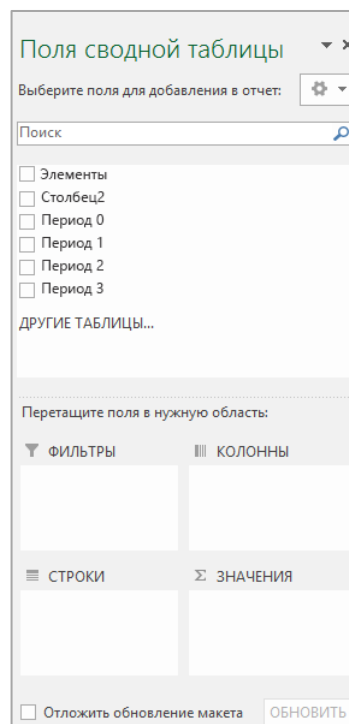 Поля сводной таблицы
Выберите поля для добавления в отчет:
Поиск
Элементы
Столбец2
Период 0
Период 1
Период 2
Период 3
ДРУГИЕ ТАБЛИЦЫ...
Перетащите поля в нужную область:
ФИЛЬТРЫ
КОЛОННЫ
СТРОКИ
Σ ЗНАЧЕНИЯ
Отложить обновление макета
ОБНОВИТЬ